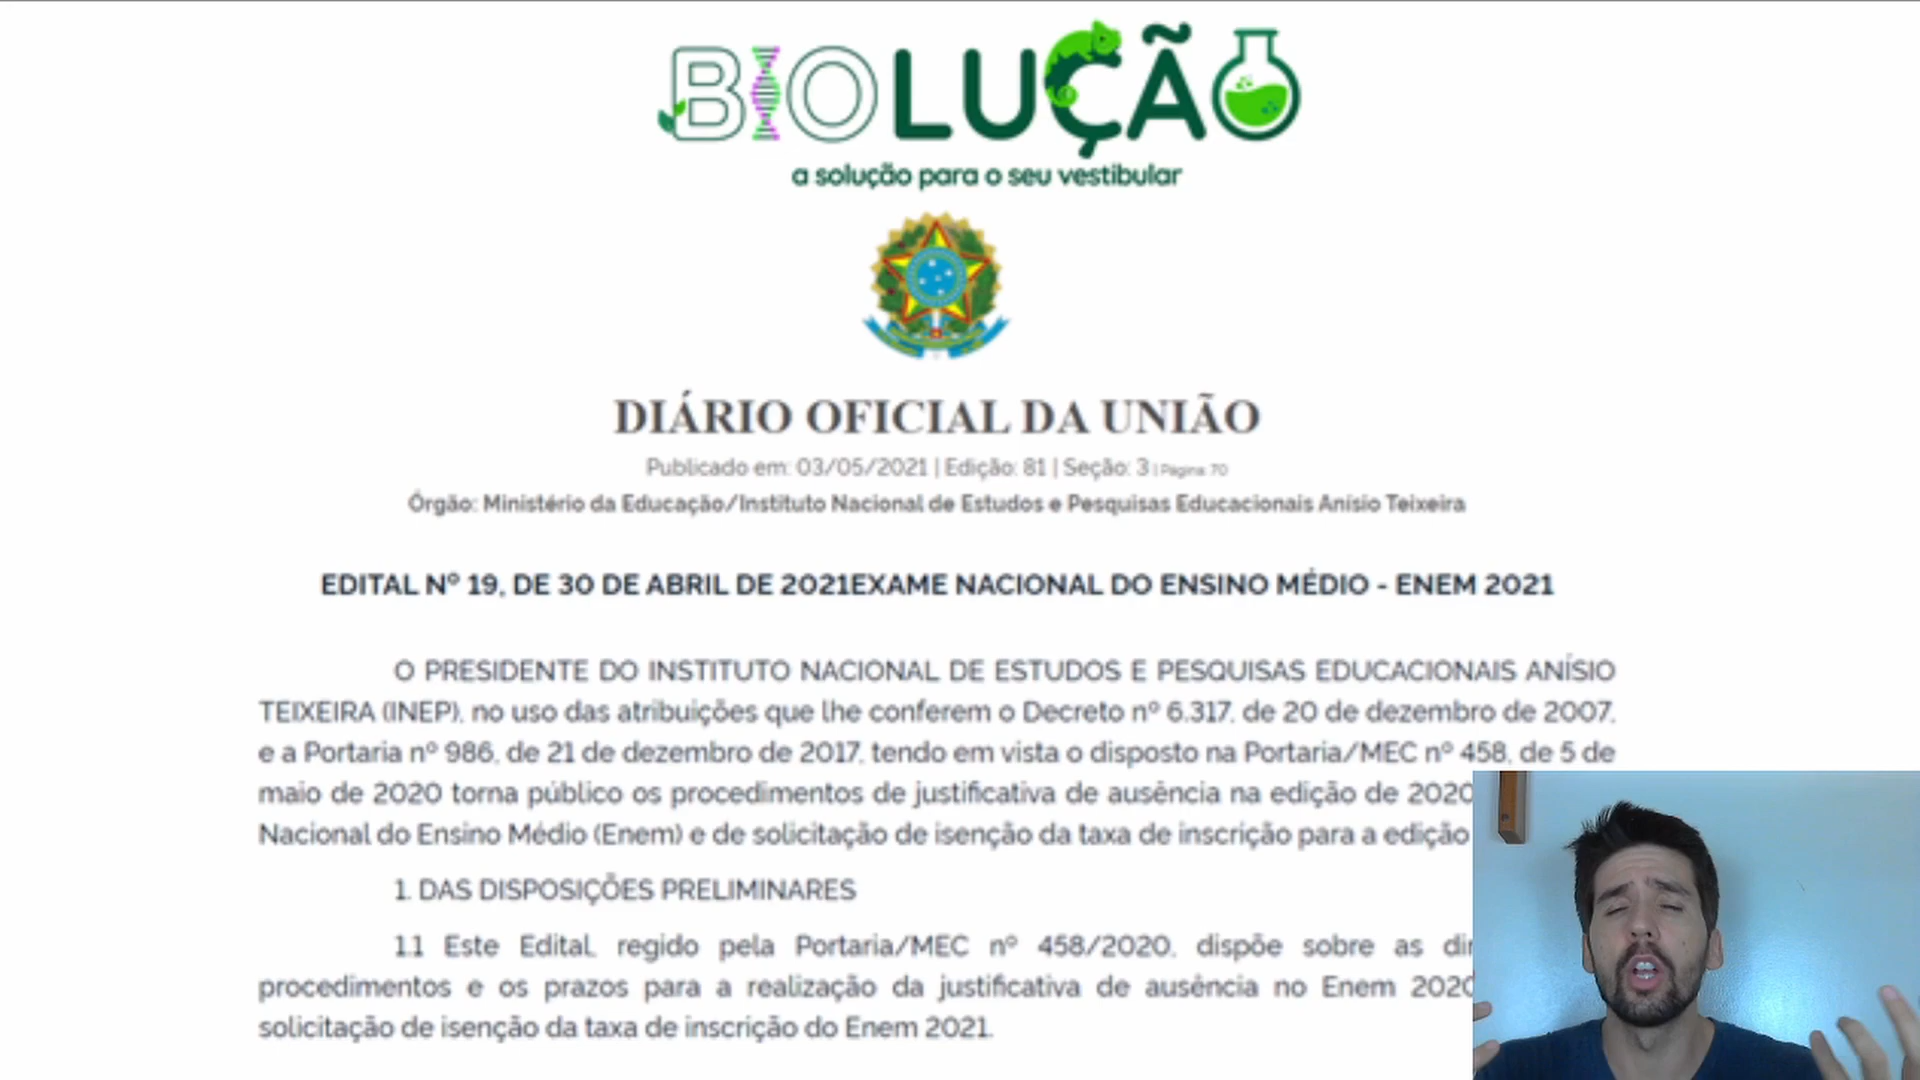 BIOLUÇÃO
a solução para o seu vestibular
DIÁRIO OFICIAL DA UNIÃO
Publicado em: 03/05/2021 | Edição: 81 | Seção: 3 | Página: 70
Órgão: Ministério da Educação/Instituto Nacional de Estudos e Pesquisas Educacionais Anísio Teixeira
EDITAL Nº 19, DE 30 DE ABRIL DE 2021EXAME NACIONAL DO ENSINO MÉDIO - ENEM 2021
O PRESIDENTE DO INSTITUTO NACIONAL DE ESTUDOS E PESQUISAS EDUCACIONAIS ANÍSIO
TEIXEIRA (INEP), no uso das atribuições que lhe conferem o Decreto nº 6.317, de 20 de dezembro de 2007,
e a Portaria nº 986, de 21 de dezembro de 2017, tendo em vista o disposto na Portaria/MEC nº 458, de 5 de
maio de 2020 torna público os procedimentos de justificativa de ausência na edição de 2020
Nacional do Ensino Médio (Enem) e de solicitação de isenção da taxa de inscrição para a edição
1. DAS DISPOSIÇÕES PRELIMINARES
1.1 Este Edital, regido pela Portaria/MEC nº 458/2020, dispõe sobre as
procedimentos e os prazos para a realização da justificativa de ausência no Enem 2020
solicitação de isenção da taxa de inscrição do Enem 2021.